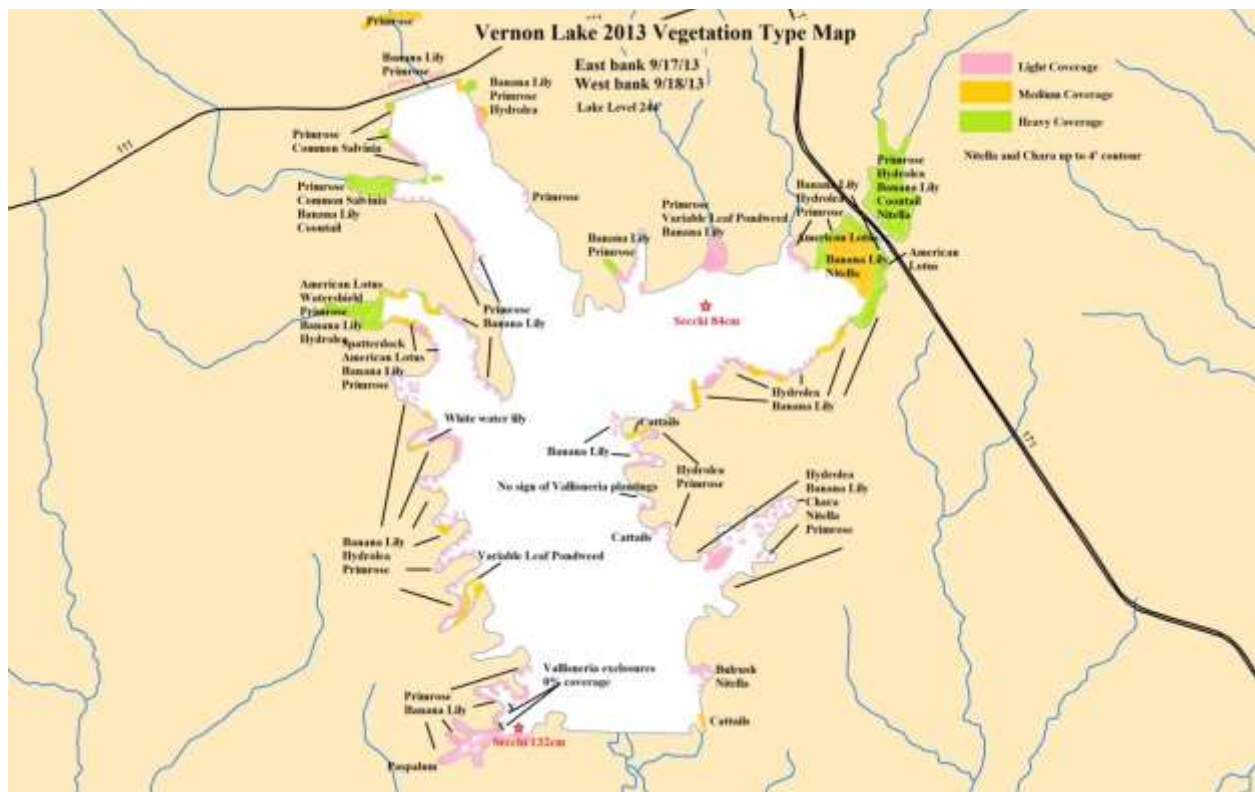 Primrose
Vernon Lake 2013 Vegetation Type Map
East bank 9/17/13
West bank 9/18/13
Lake Level 244'
Light Coverage
Medium Coverage
Heavy Coverage
Nitella and Chara up to 4' contour
111
171
Banana Lily
Primrose
Banana Lily
Primrose
Hydrolea
Primrose
Common Salvinia
Primrose
Common Salvinia
Banana Lily
Coontail
Primrose
Primrose
Variable Leaf Pondweed
Banana Lily
Banana Lily
Primrose
Banana Lily
Hydrolea
Primrose
American Lotus
Banana Lily
Nitella
Primrose
Hydrolea
Banana Lily
Coontail
Nitella
American
Lotus
American Lotus
Watershield
Primrose
Banana Lily
Hydrolea
Spatterdock
American Lotus
Banana Lily
Primrose
Primrose
Banana Lily
Secchi 84cm
Hydrolea
Banana Lily
White water lily
Cattails
Banana Lily
Hydrolea
Primrose
No sign of Vallisneria plantings
Cattails
Hydrolea
Banana Lily
Chara
Nitella
Primrose
Banana Lily
Hydrolea
Primrose
Variable Leaf Pondweed
Vallisneria exclosures
0% coverage
Bulrush
Nitella
Primrose
Banana Lily
Cattails
Secchi 132cm
Paspalum